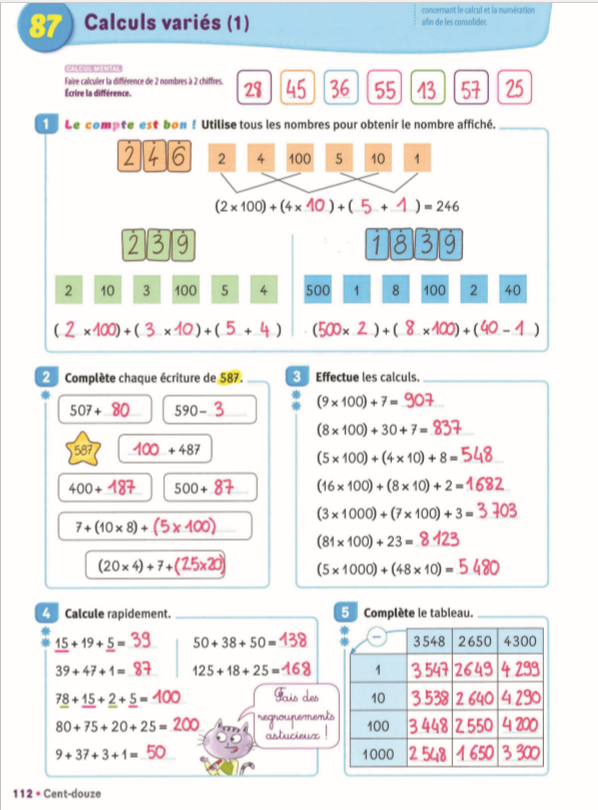 87 Calculs variés (1)
concernant le calcul et la numération
afin de les consolider.
CALCUL MENTAL
Faire calculer la différence de 2 nombres à 2 chiffres.
Écrire la différence.
28 45 36 55 13 57 25
1 Le compte est bon ! Utilise tous les nombres pour obtenir le nombre affiché.
246 2 4 100 5 10 1
(2 × 100) + (4 × 10) + (5 + 1) = 246
239
2 10 3 100 5 4
(2 × 100) + (3 × 10) + (5 + 4)
1839
500 1 8 100 2 40
(500 × 2) + (8 × 100) + (40 - 1)
2 Complète chaque écriture de 587.
507 + 80 590 - 3
587 100 + 487
400 + 187 500 + 87
7 + (10 × 8) + (5 × 100)
(20 × 4) + 7 + (25 × 20)
3 Effectue les calculs.
(9 × 100) + 7 = 907
(8 × 100) + 30 + 7 = 837
(5 × 100) + (4 × 10) + 8 = 548
(16 × 100) + (8 × 10) + 2 = 1682
(3 × 1000) + (7 × 100) + 3 = 3 703
(81 × 100) + 23 = 8 123
(5 × 1000) + (48 × 10) = 5 480
4 Calcule rapidement.
15 + 19 + 5 = 39
39 + 47 + 1 = 87
78 + 15 + 2 + 5 = 100
80 + 75 + 20 + 25 = 200
9 + 37 + 3 + 1 = 50
50 + 38 + 50 = 138
125 + 18 + 25 = 168
Fais des
regroupements
astucieux !
5 Complète le tableau.
− 3548 2650 4300
1 3 547 2 649 4 299
10 3 538 2 640 4 290
100 3 448 2 550 4 200
1000 2 548 1 650 3 300
112 • Cent-douze